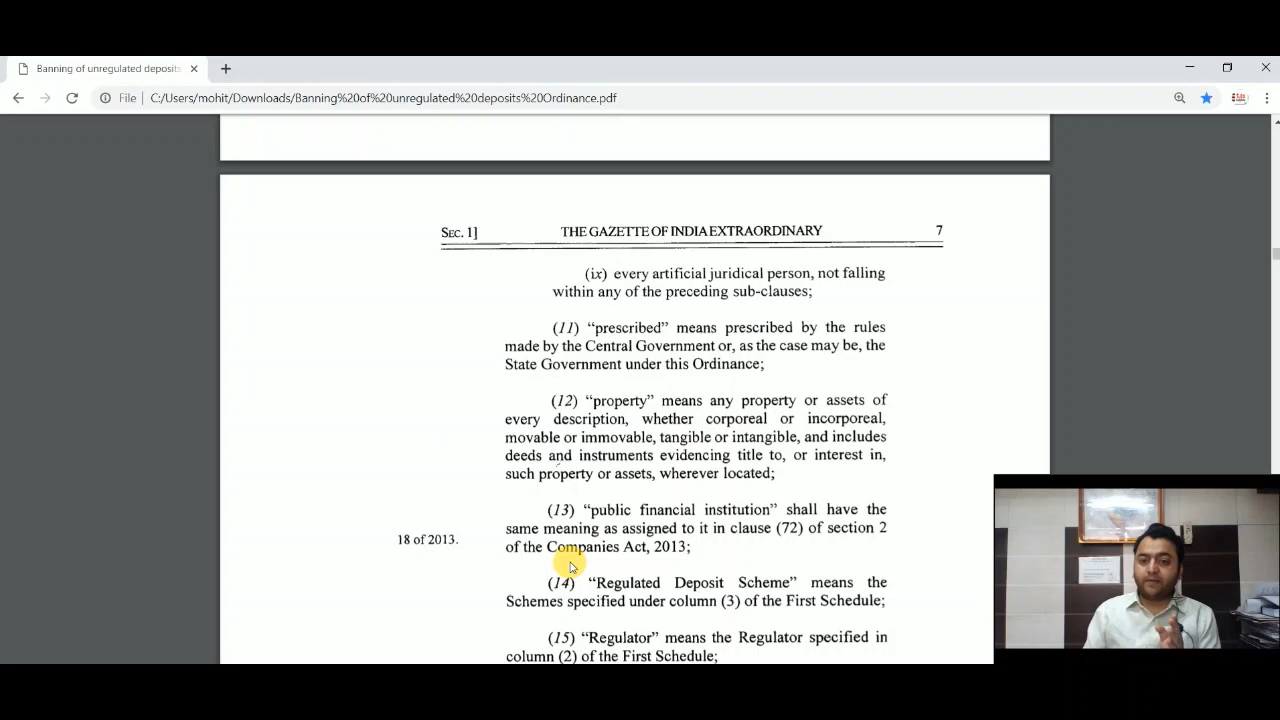 Banning of unregulated deposits
File
C:/Users/mohit/Downloads/Banning%20of%20unregulated%20deposits%20Ordinance.pdf
SEC. 1] THE GAZETTE OF INDIA EXTRAORDINARY 7
(ix) every artificial juridical person, not falling
within any of the preceding sub-clauses;
(11) “prescribed” means prescribed by the rules
made by the Central Government or, as the case may be, the
State Government under this Ordinance;
(12) “property” means any property or assets of
every description, whether corporeal or incorporeal,
movable or immovable, tangible or intangible, and includes
deeds and instruments evidencing title to, or interest in,
such property or assets, wherever located;
(13) “public financial institution” shall have the
same meaning as assigned to it in clause (72) of section 2
18 of 2013.
of the Companies Act, 2013;
(14) “Regulated Deposit Scheme” means the
Schemes specified under column (3) of the First Schedule;
(15) “Regulator” means the Regulator specified in
column (2) of the First Schedule;